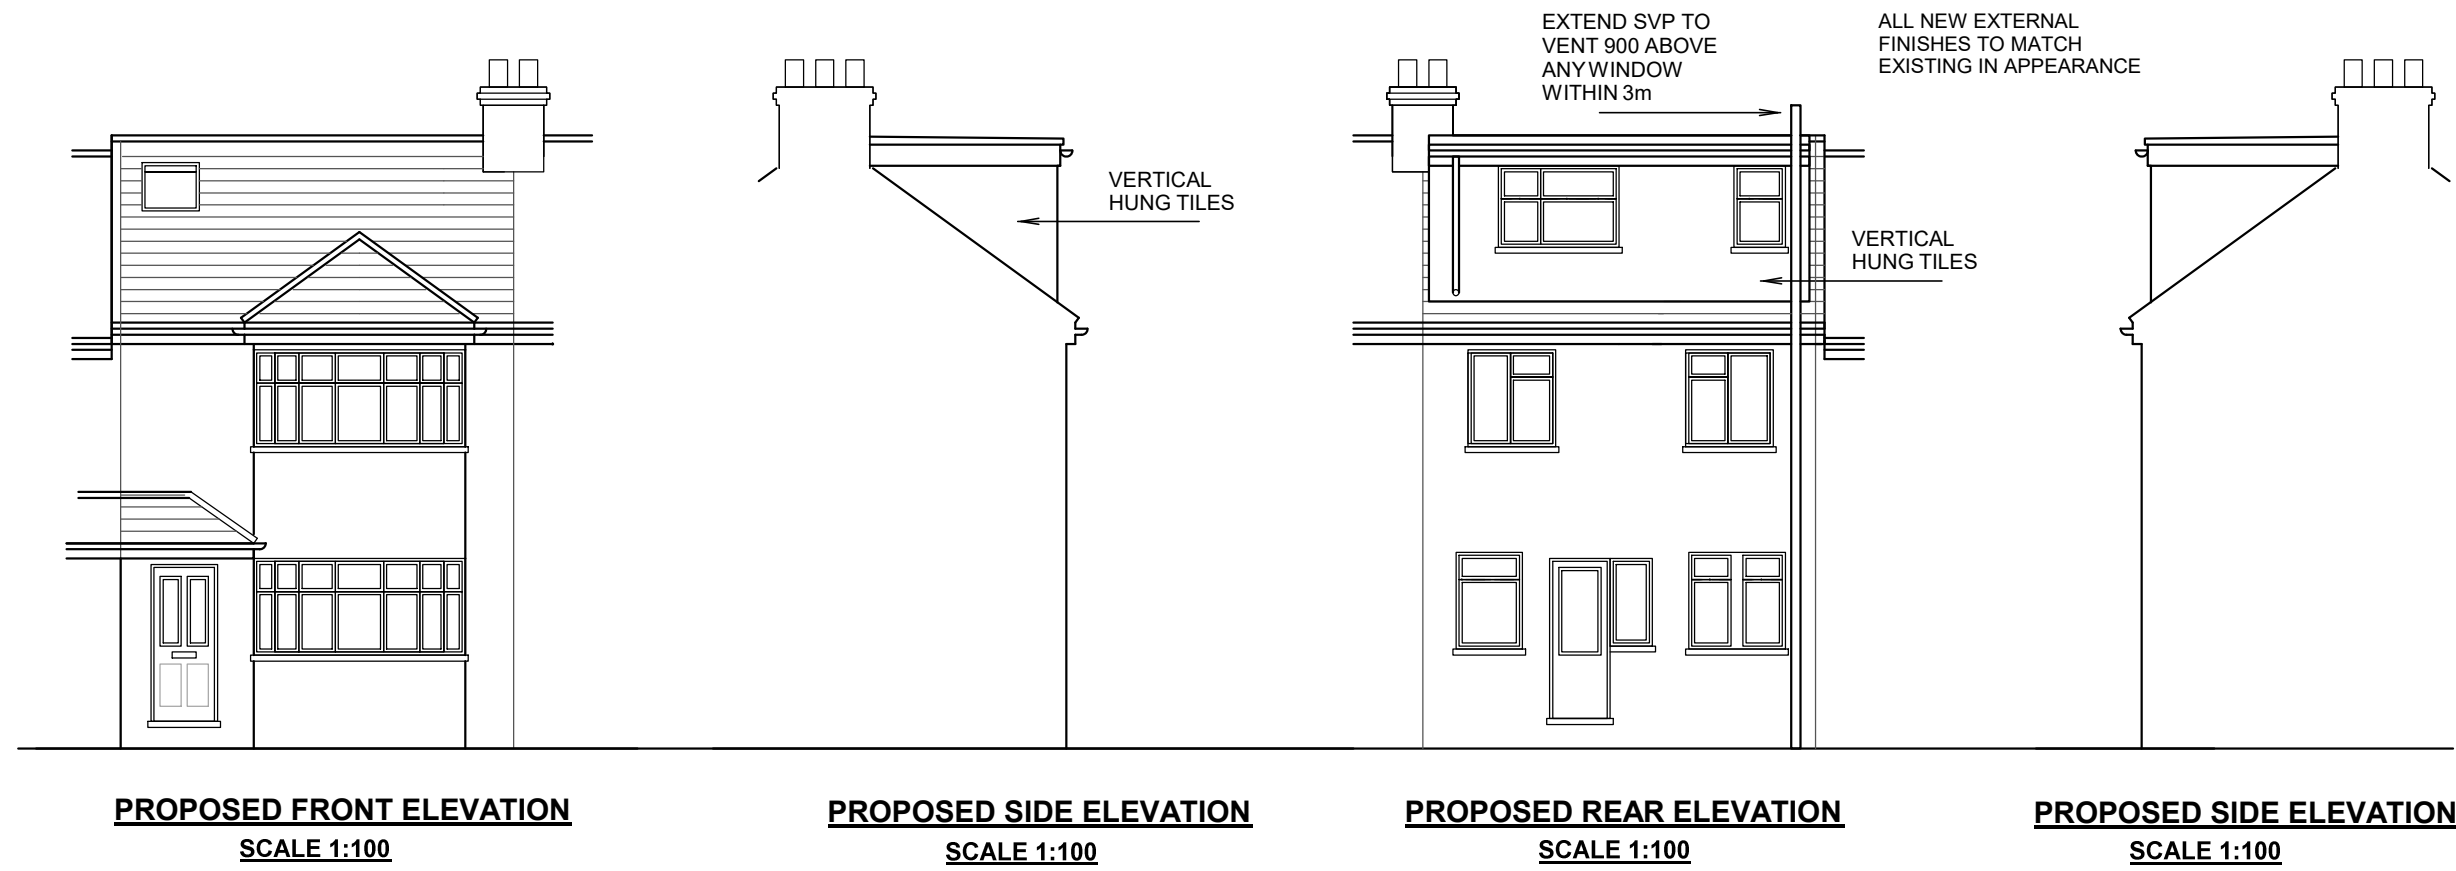 EXTEND SVP TO
VENT 900 ABOVE
ANY WINDOW
WITHIN 3m
ALL NEW EXTERNAL
FINISHES TO MATCH
EXISTING IN APPEARANCE
VERTICAL
HUNG TILES
VERTICAL
HUNG TILES
PROPOSED FRONT ELEVATION
SCALE 1:100
PROPOSED SIDE ELEVATION
SCALE 1:100
PROPOSED REAR ELEVATION
SCALE 1:100
PROPOSED SIDE ELEVATION
SCALE 1:100